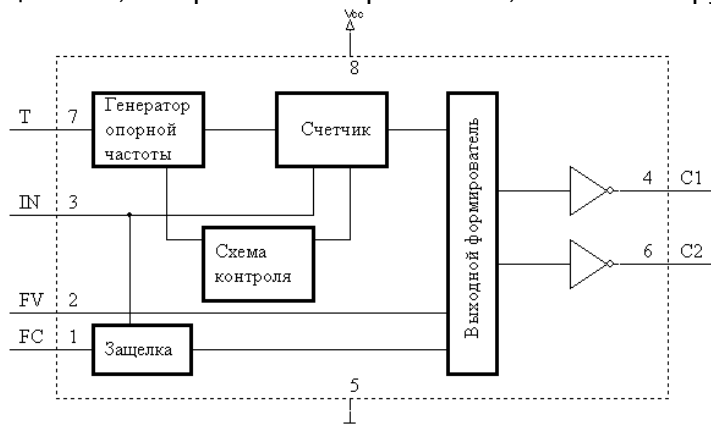 Vcc
8
T 7
Генератор
опорной
частоты
Счетчик
Выходной формирователь
4 C1
IN 3
Схема
контроля
6 C2
FV 2
FC 1
Защелка
5